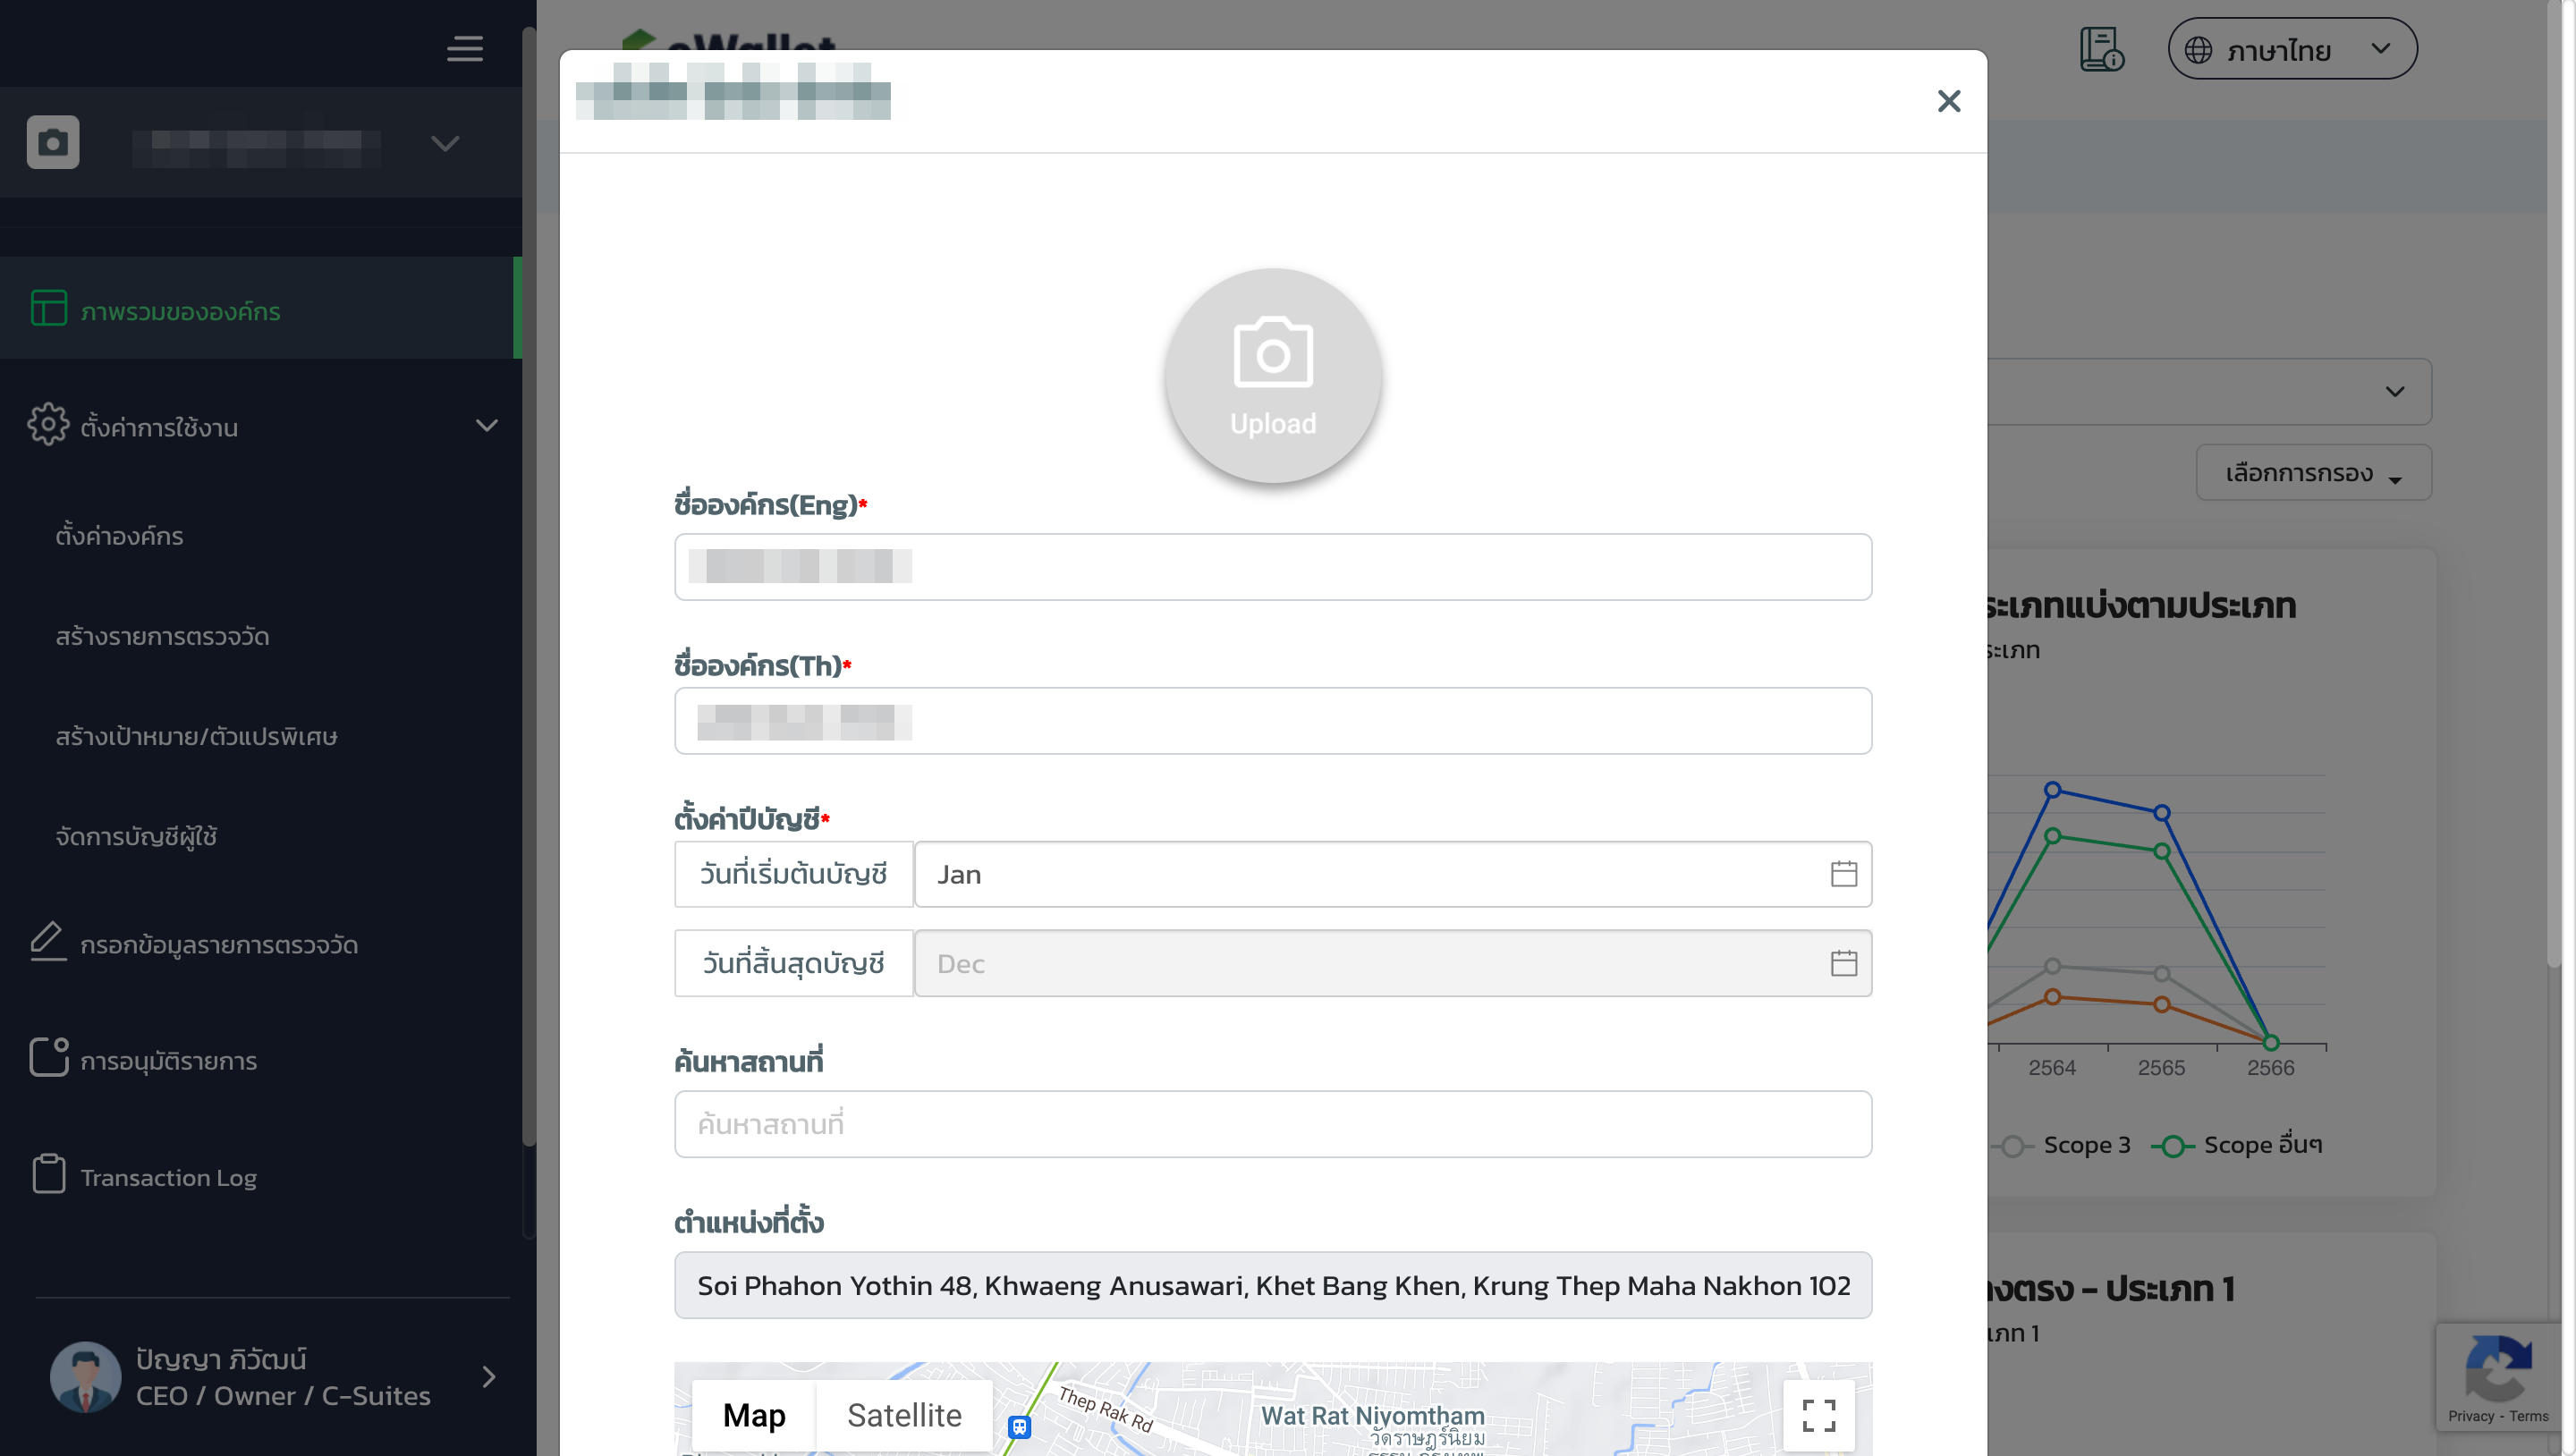 ภาษาไทย
ภาพรวมขององค์กร
ตั้งค่าการใช้งาน
ตั้งค่าองค์กร
สร้างรายการตรวจวัด
สร้างเป้าหมาย/ตัวแปรพิเศษ
จัดการบัญชีผู้ใช้
กรอกข้อมูลรายการตรวจวัด
การอนุมัติรายการ
Transaction Log
ปัญญา ภิวัฒน์
CEO / Owner / C-Suites
Upload
ชื่อองค์กร(Eng)*
ชื่อองค์กร(Th)*
ตั้งค่าปีบัญชี*
วันที่เริ่มต้นบัญชี
Jan
วันที่สิ้นสุดบัญชี
Dec
ค้นหาสถานที่
ค้นหาสถานที่
ตำแหน่งที่ตั้ง
Soi Phahon Yothin 48, Khwaeng Anusawari, Khet Bang Khen, Krung Thep Maha Nakhon 102
Map
Satellite
Thep Rak Rd
Wat Rat Niyomtham
วัดราษฎร์นิยม
เลือกการกรอง
ระเภทแบ่งตามประเภท
ระเภท
2564 2565 2566
Scope 3 Scope อื่นๆ
างตรง – ประเภท 1
เภท 1
Privacy - Terms